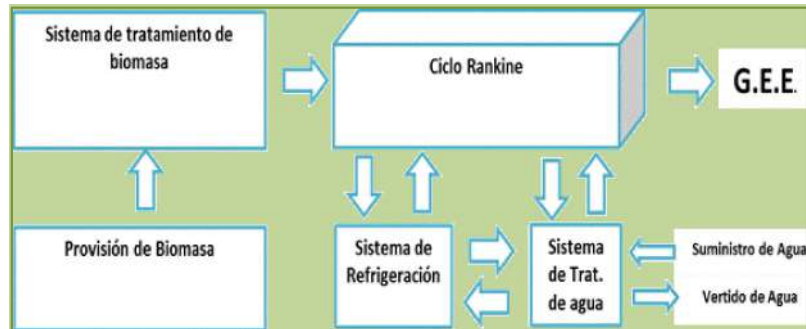 Sistema de tratamiento de
biomasa
Ciclo Rankine
G.E.E.
Provisión de Biomasa
Sistema de
Refrigeración
Sistema
de Trat.
de agua
Suministro de Agua
Vertido de Agua